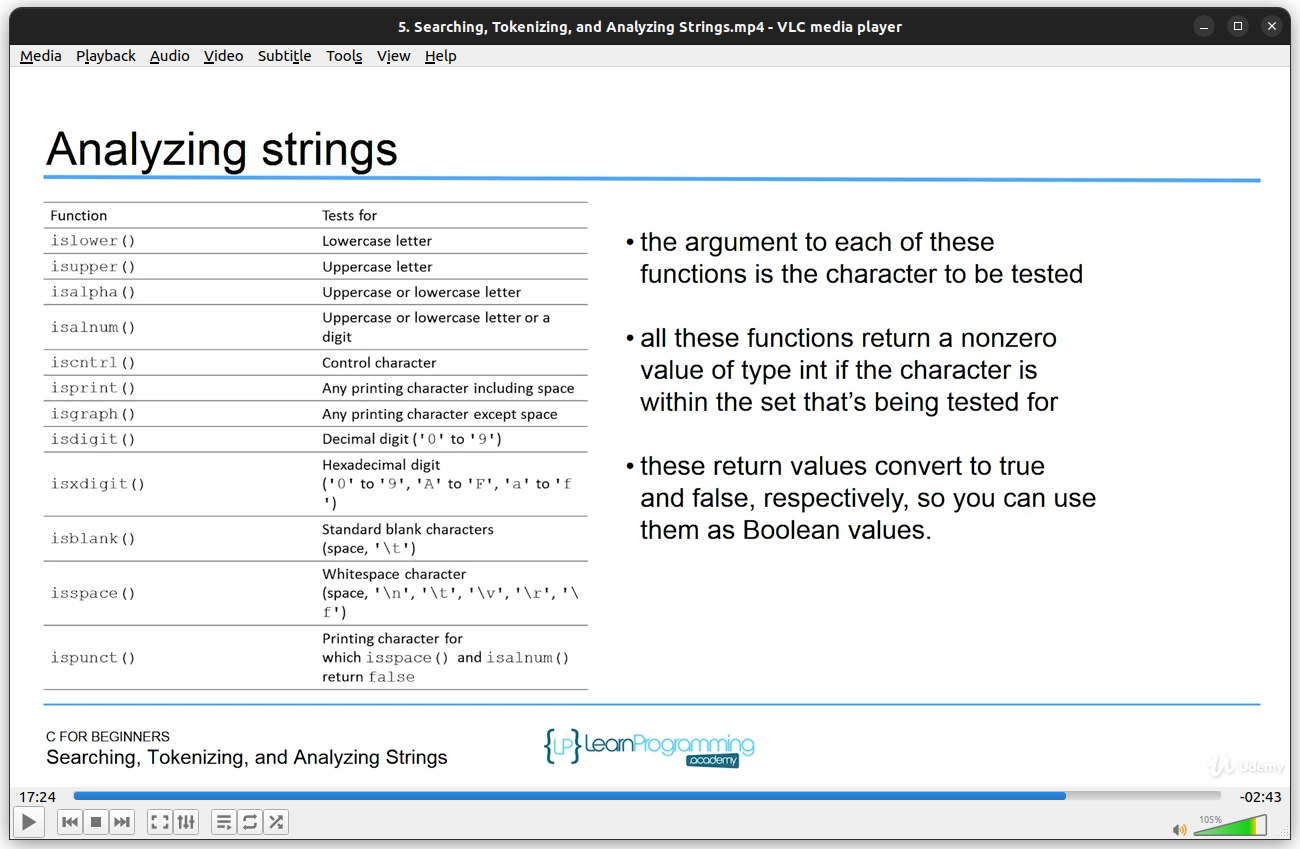 5. Searching, Tokenizing, and Analyzing Strings.mp4 - VLC media player
Media Playback Audio Video Subtitle Tools View Help
Analyzing strings
Function Tests for
islower() Lowercase letter
isupper() Uppercase letter
isalpha() Uppercase or lowercase letter
isalnum() Uppercase or lowercase letter or a
digit
iscntrl() Control character
isprint() Any printing character including space
isgraph() Any printing character except space
isdigit() Decimal digit ('0' to '9')
isxdigit() Hexadecimal digit
('0' to '9', 'A' to 'F', 'a' to 'f
')
isblank() Standard blank characters
(space, '\t')
isspace() Whitespace character
(space, '\n', '\t', '\v', '\r', '\
f')
ispunct() Printing character for
which isspace() and isalnum()
return false
• the argument to each of these
functions is the character to be tested
• all these functions return a nonzero
value of type int if the character is
within the set that’s being tested for
• these return values convert to true
and false, respectively, so you can use
them as Boolean values.
C FOR BEGINNERS
Searching, Tokenizing, and Analyzing Strings
{LP} LearnProgramming
.academy
Udemy
17:24 -02:43
105%